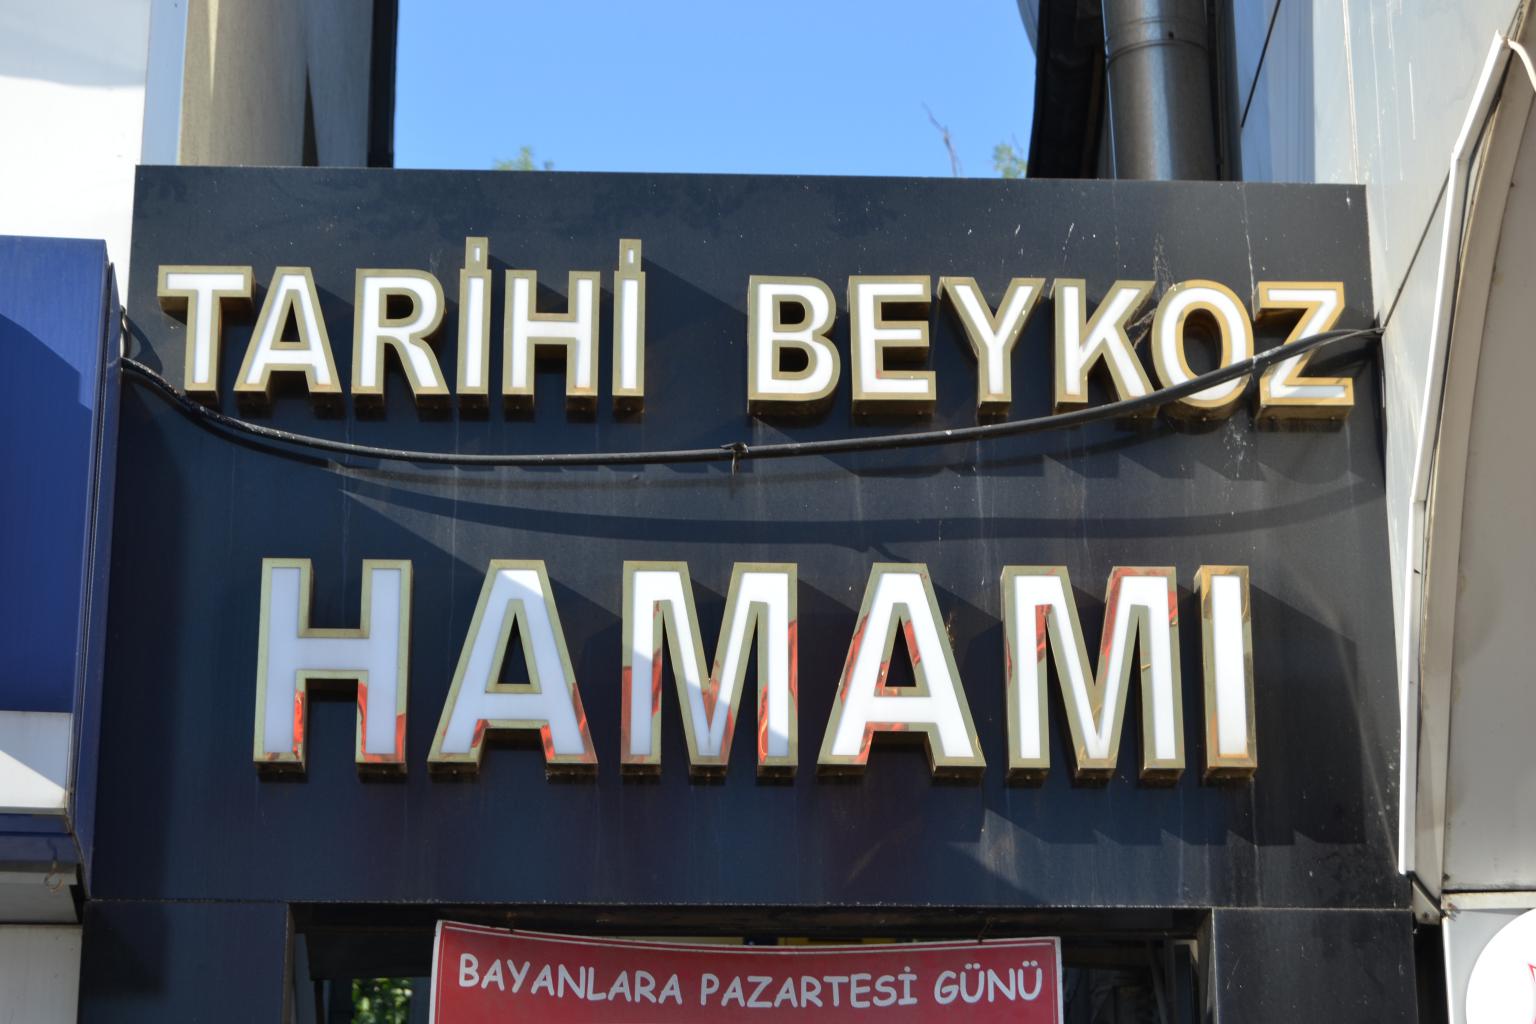 TARİHİ BEYKOZ
HAMAMI
BAYANLARA PAZARTESİ GÜNÜ